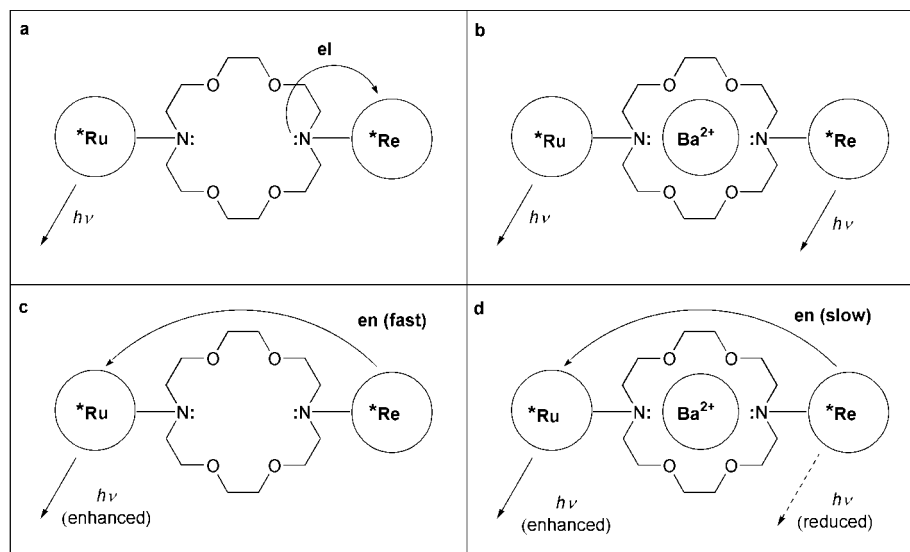 a
el
O
O
*Ru
N:
:N
*Re
O
O
hν
b
O
O
*Ru
N:
Ba2+
:N
*Re
O
O
hν
hν
c
en (fast)
O
O
*Ru
N:
:N
*Re
O
O
hν
(enhanced)
d
en (slow)
O
O
*Ru
N:
Ba2+
:N
*Re
O
O
hν
(enhanced)
hν
(reduced)